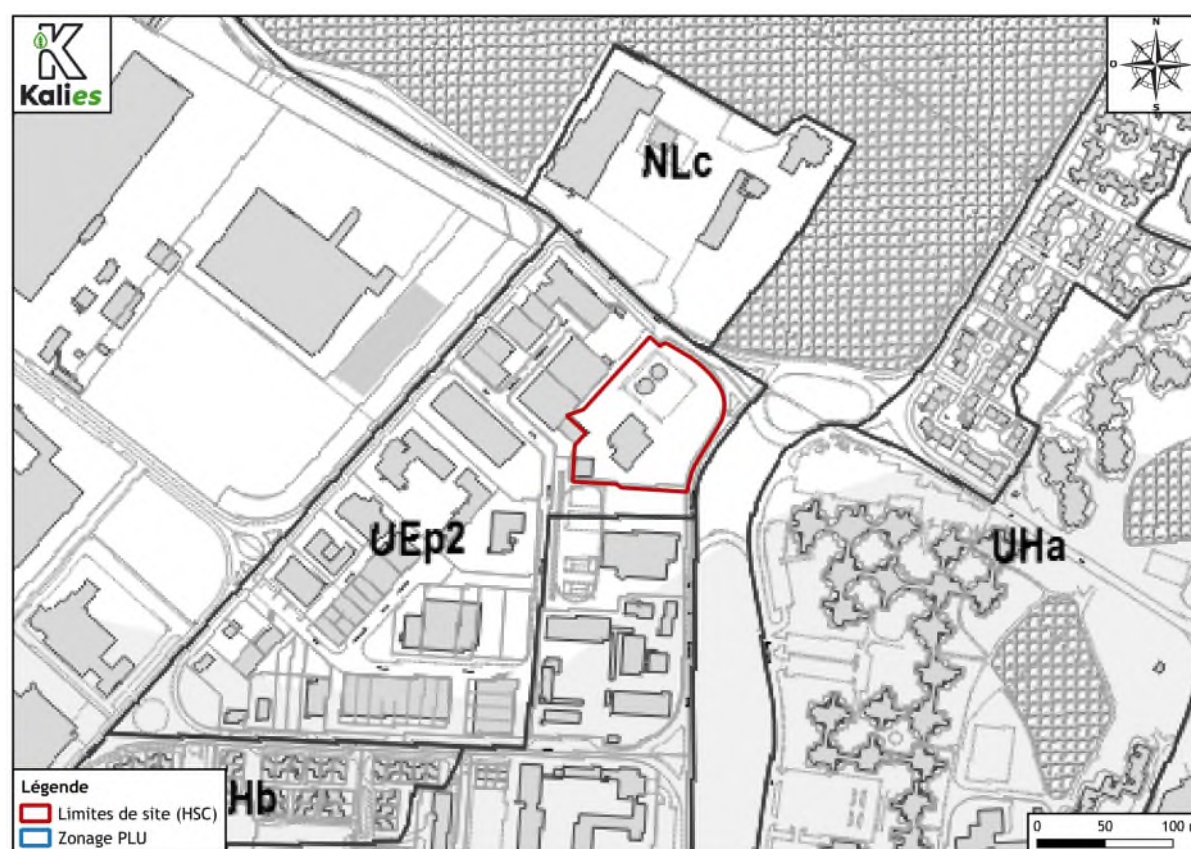 Kalies
N
O
E
S
NLc
UEp2
UHa
Hb
Légende
Limites de site (HSC)
Zonage PLU
0 50 100 m